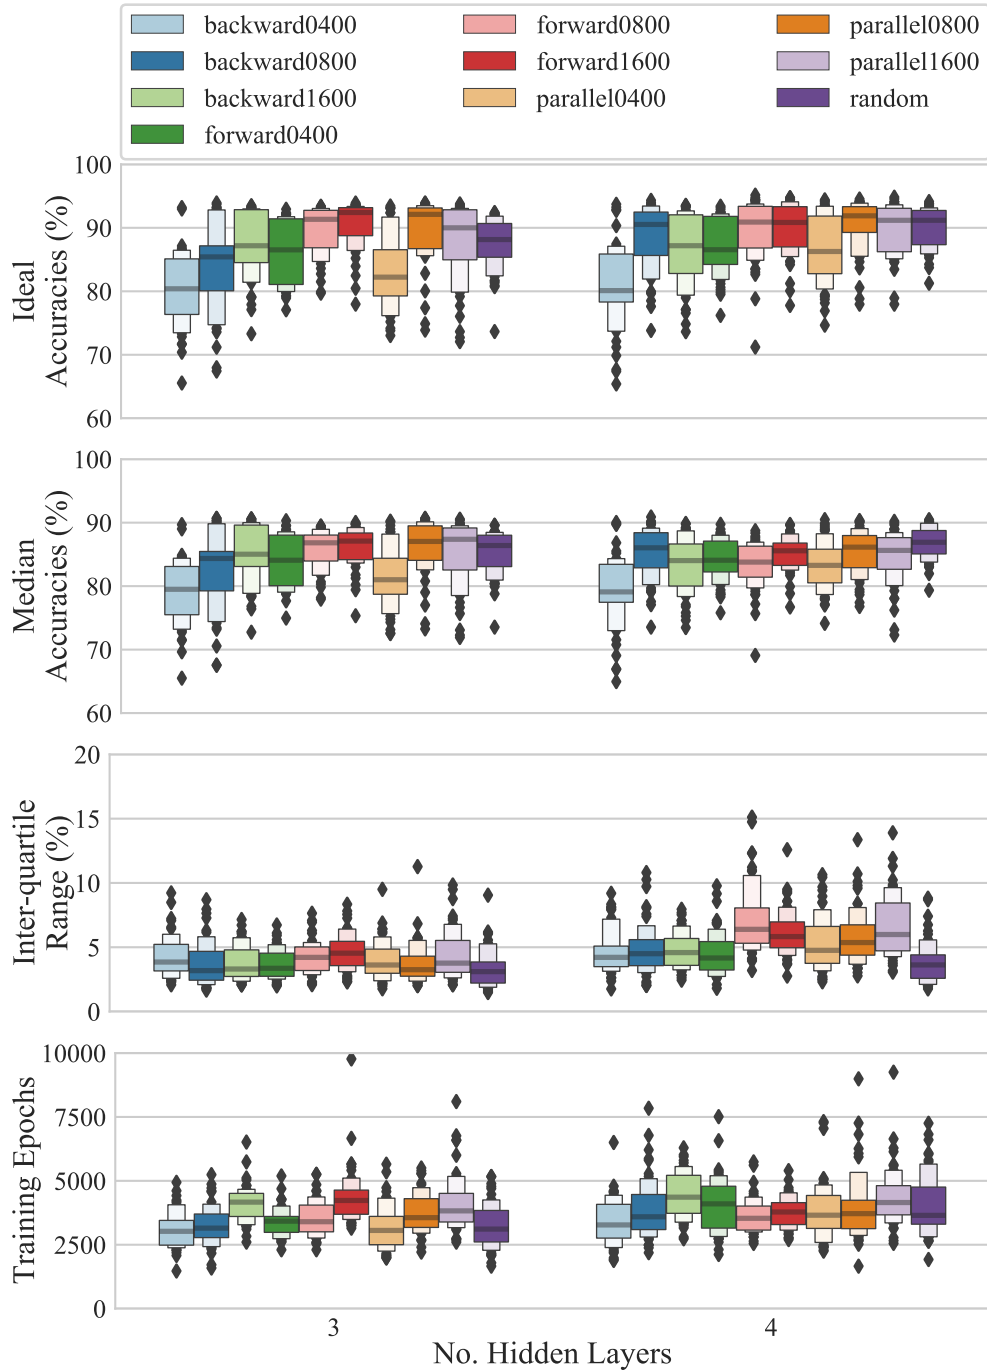 backward0400
forward0800
parallel0800
backward0800
forward1600
parallel1600
backward1600
parallel0400
random
forward0400
Ideal
Accuracies (%)
100
90
80
70
60
Median
Accuracies (%)
100
90
80
70
60
Inter-quartile
Range (%)
20
15
10
5
0
Training Epochs
10000
7500
5000
2500
0
3
4
No. Hidden Layers